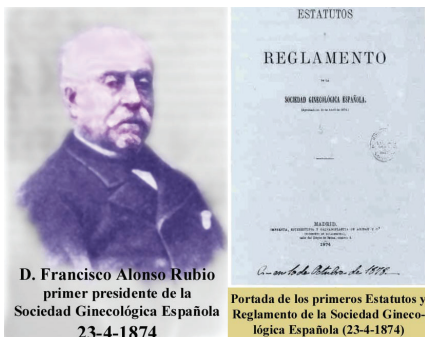 D. Francisco Alonso Rubio
primer presidente de la
Sociedad Ginecológica Española
23-4-1874
ESTATUTOS
Y
REGLAMENTO
DE LA
SOCIEDAD GINECOLÓGICA ESPAÑOLA.
MADRID.
1874
Portada de los primeros Estatutos y
Reglamento de la Sociedad Gineco-
lógica Española (23-4-1874)